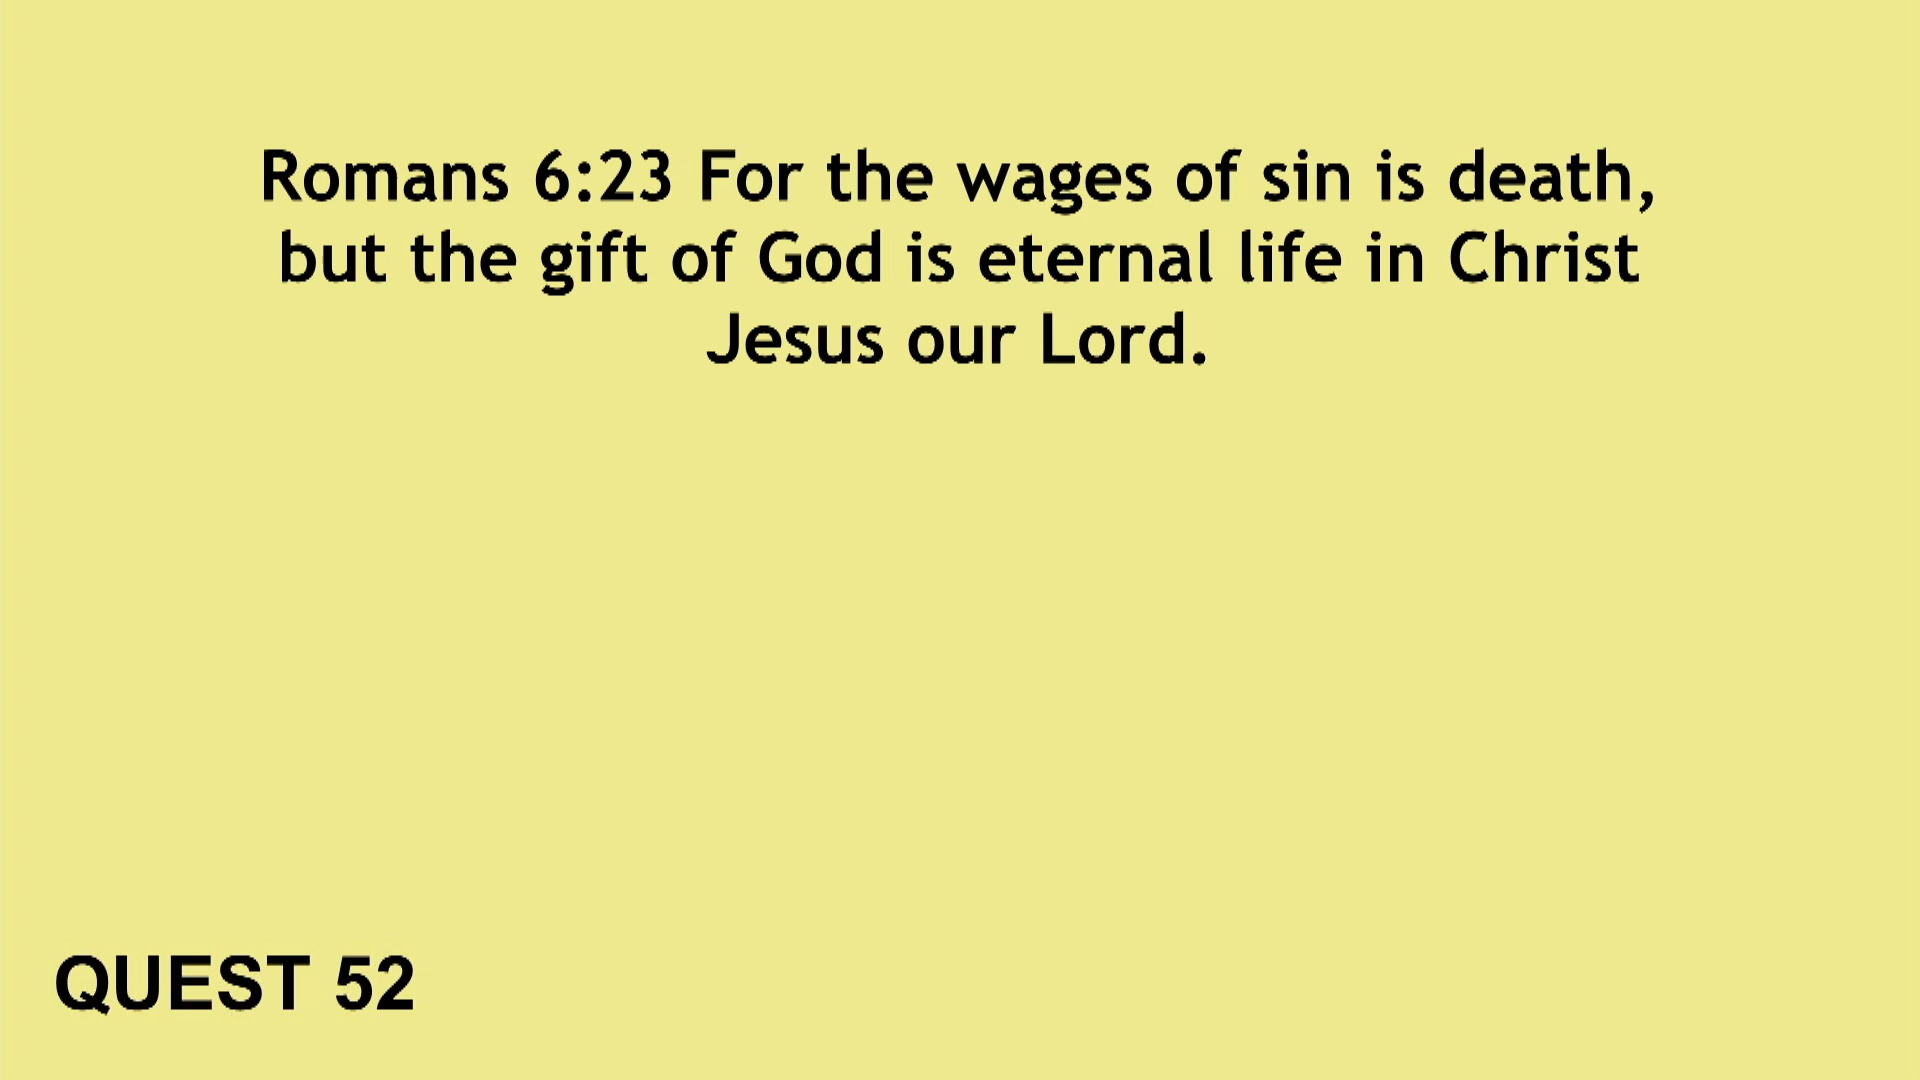 Romans 6:23 For the wages of sin is death,
but the gift of God is eternal life in Christ
Jesus our Lord.
QUEST 52